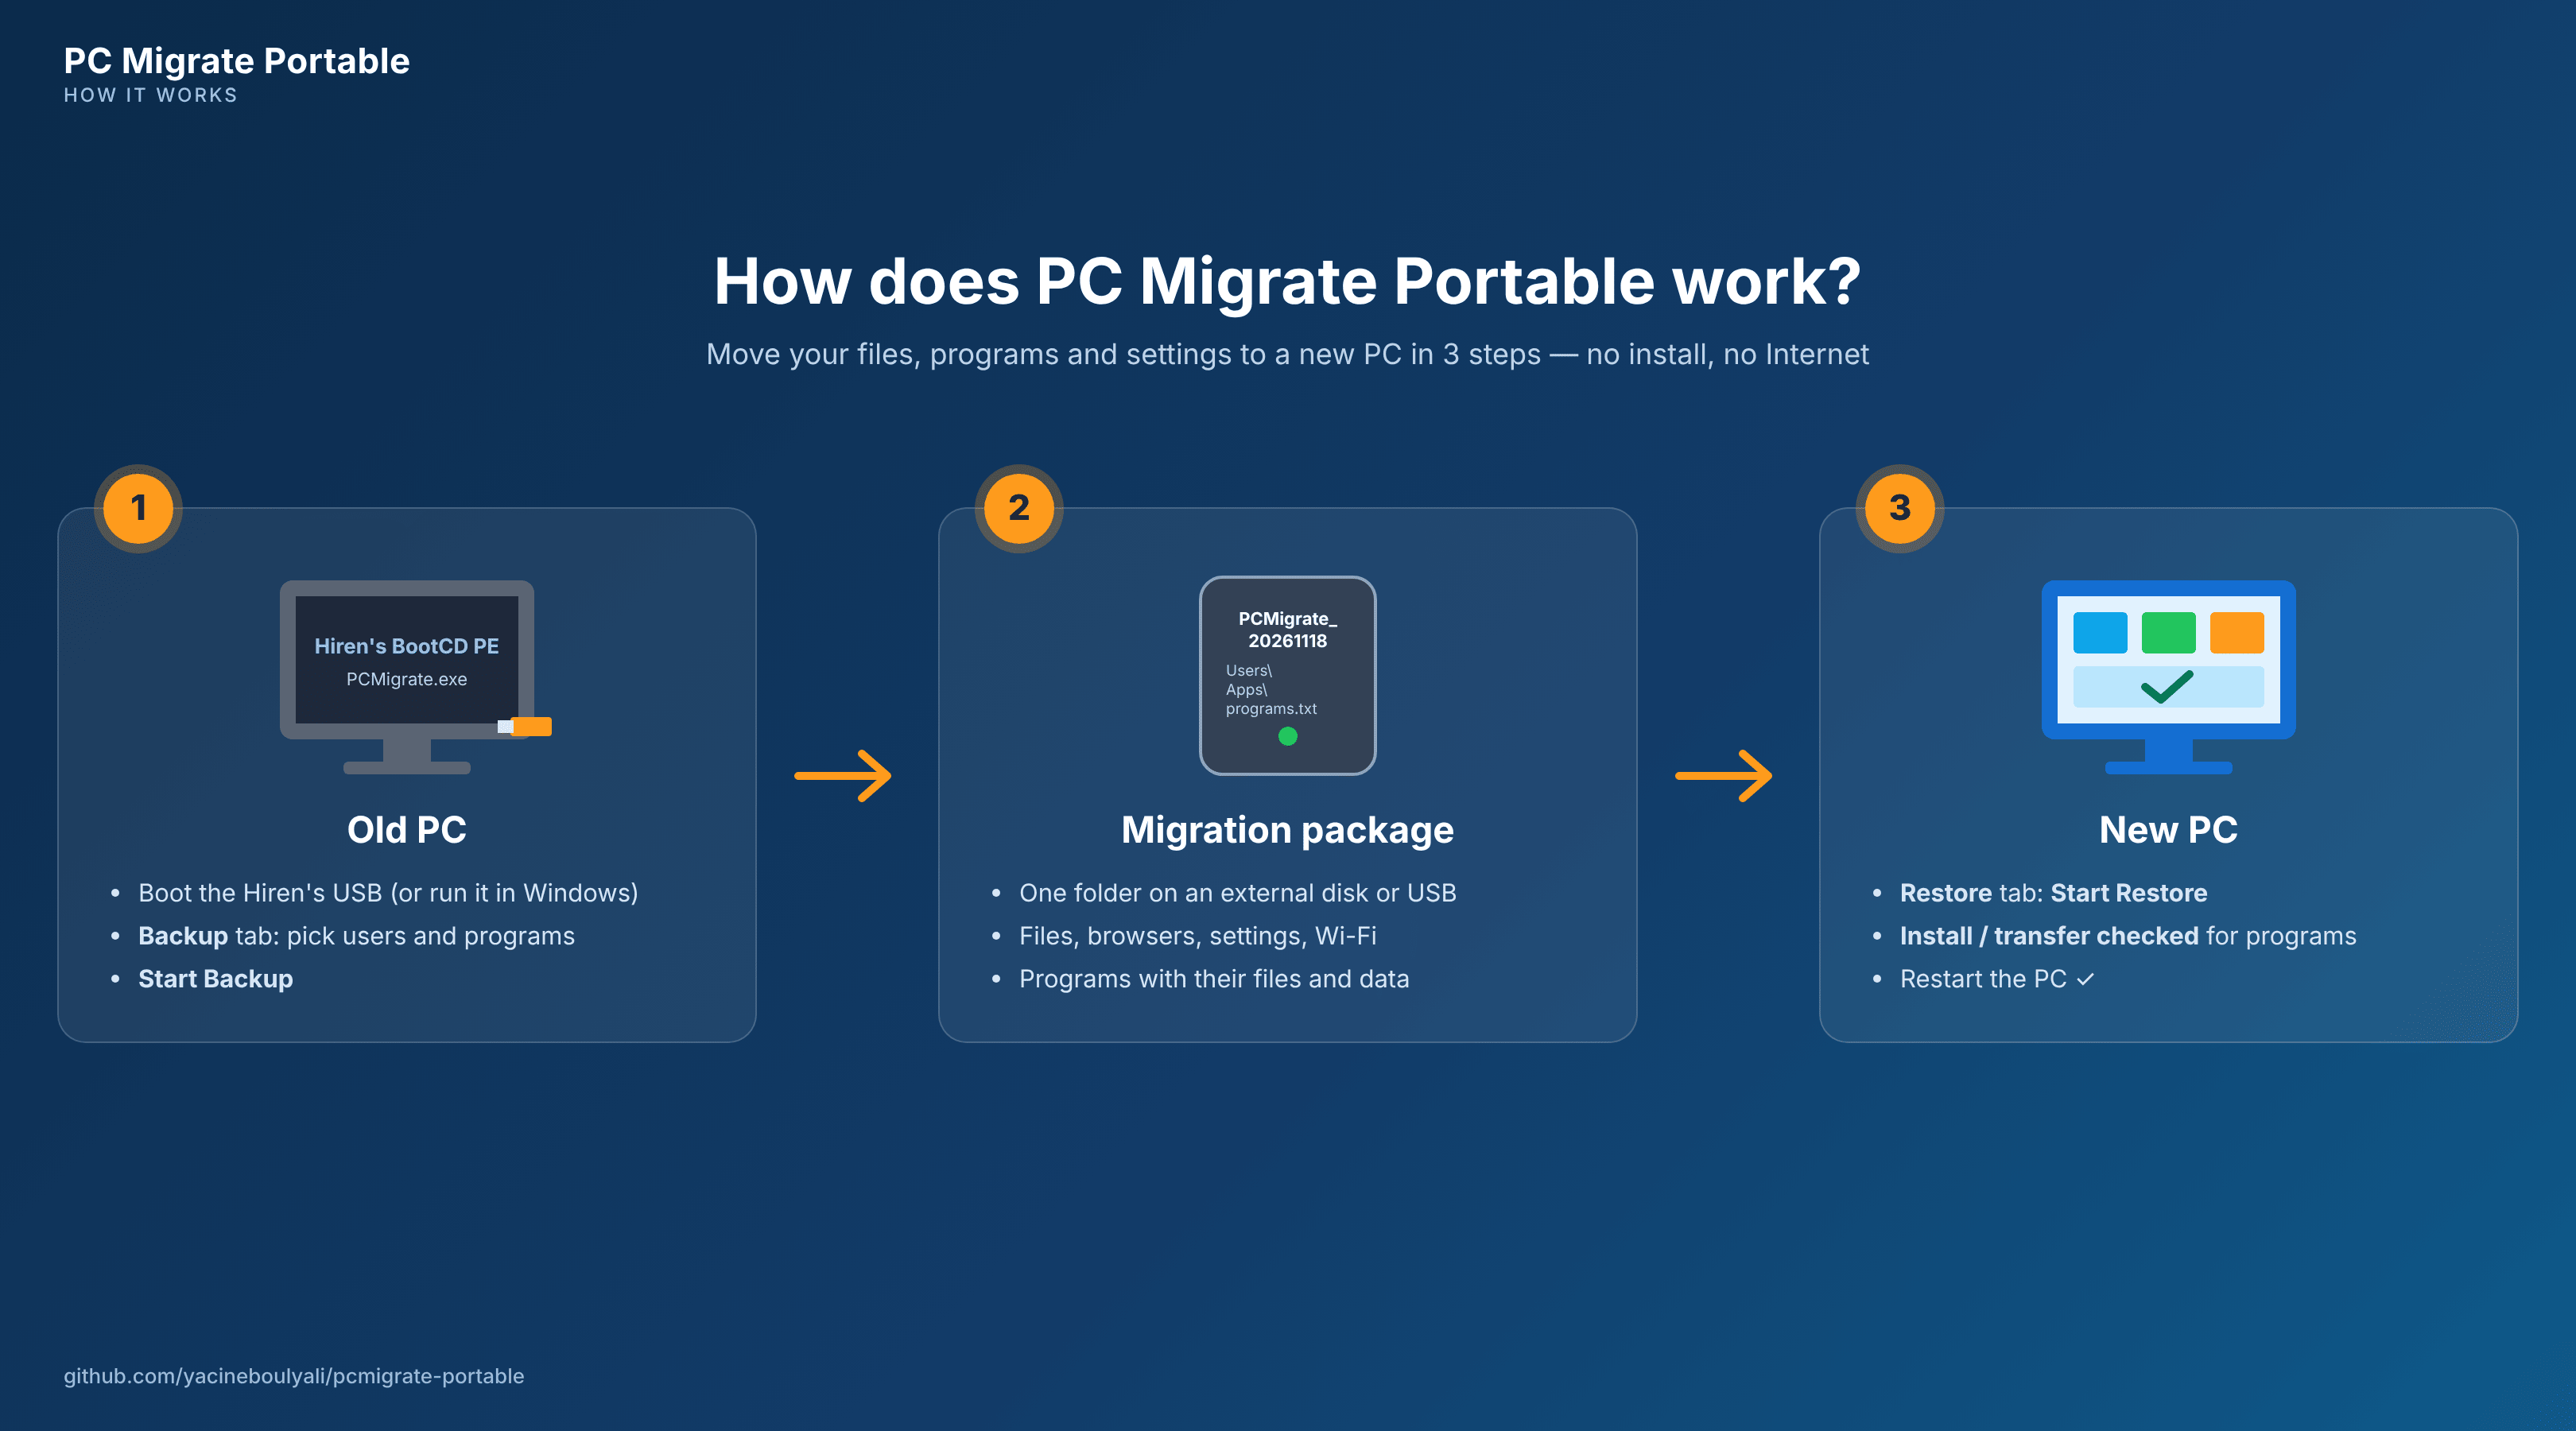 PC Migrate Portable
HOW IT WORKS
How does PC Migrate Portable work?
Move your files, programs and settings to a new PC in 3 steps — no install, no Internet
1
Hiren's BootCD PE
PCMigrate.exe
Old PC
• Boot the Hiren's USB (or run it in Windows)
• Backup tab: pick users and programs
• Start Backup
2
PCMigrate_
20261118
Users\
Apps\
programs.txt
Migration package
• One folder on an external disk or USB
• Files, browsers, settings, Wi-Fi
• Programs with their files and data
3
New PC
• Restore tab: Start Restore
• Install / transfer checked for programs
• Restart the PC ✓
github.com/yacineboulyali/pcmigrate-portable